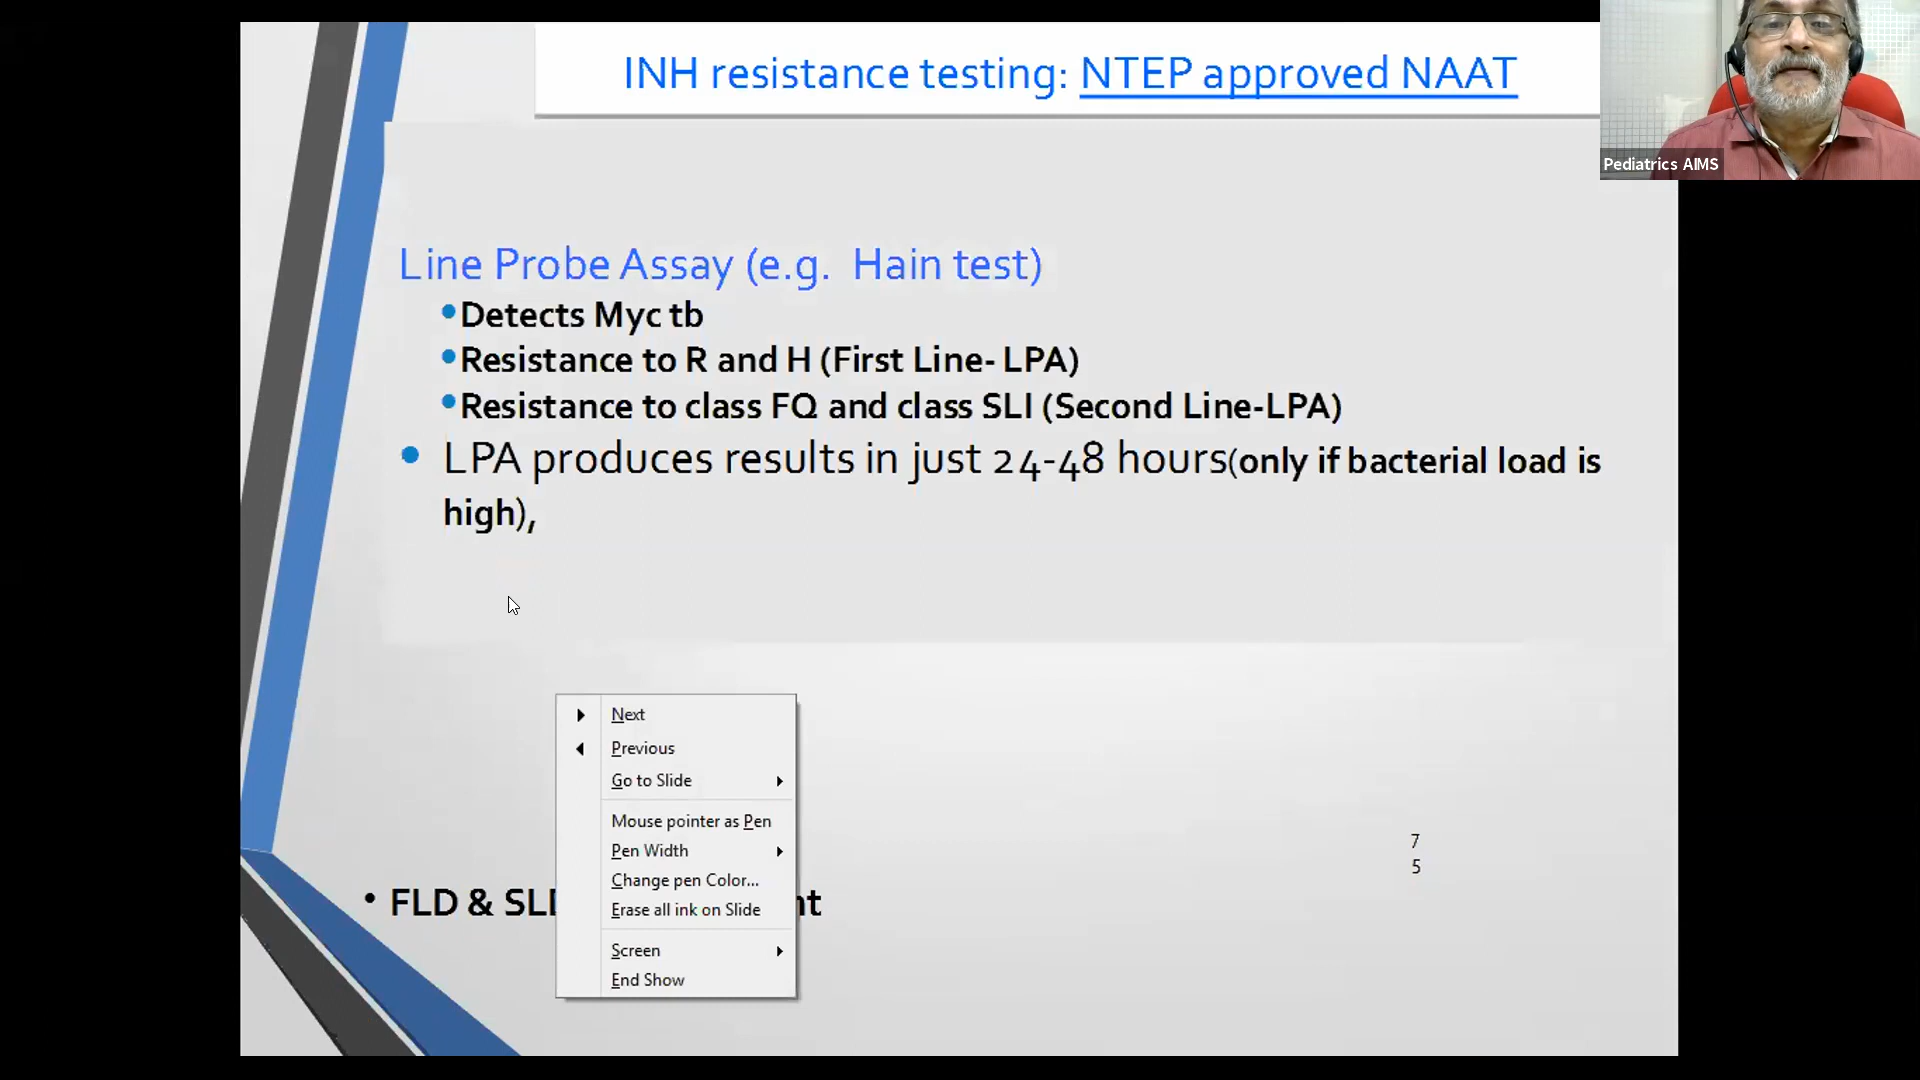 INH resistance testing: NTEP approved NAAT
Pediatrics AIMS
Line Probe Assay (e.g. Hain test)
•Detects Myc tb
•Resistance to R and H (First Line- LPA)
•Resistance to class FQ and class SLI (Second Line-LPA)
• LPA produces results in just 24-48 hours(only if bacterial load is
high),
Next
Previous
Go to Slide
Mouse pointer as Pen
Pen Width
Change pen Color...
Erase all ink on Slide
Screen
End Show
7
5
• FLD &